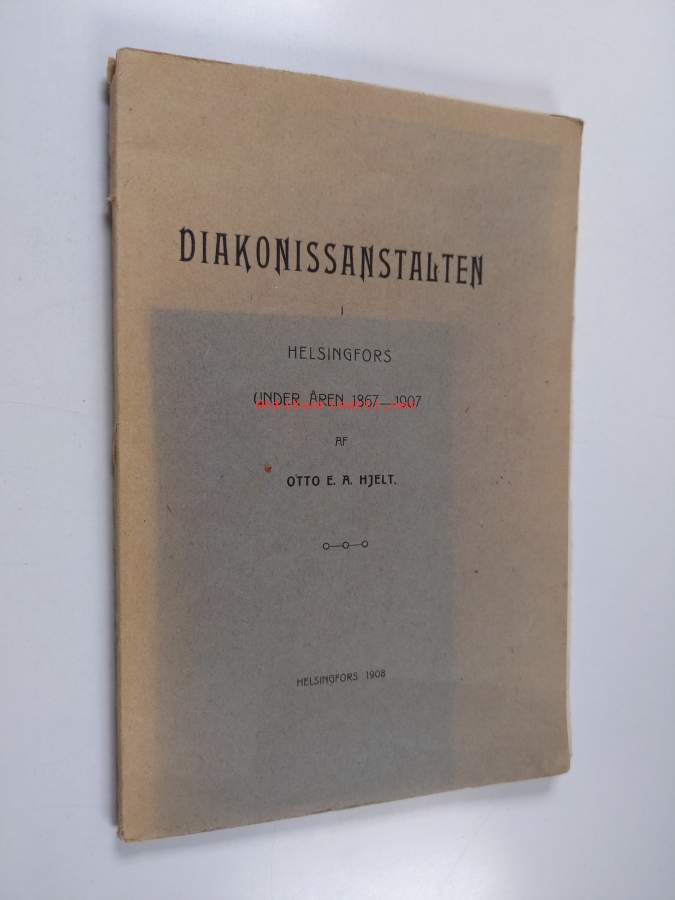 DIAKONISSANSTALTEN
I
HELSINGFORS
UNDER ÅREN 1867—1907
AF
OTTO E. A. HJELT.
HELSINGFORS 1908